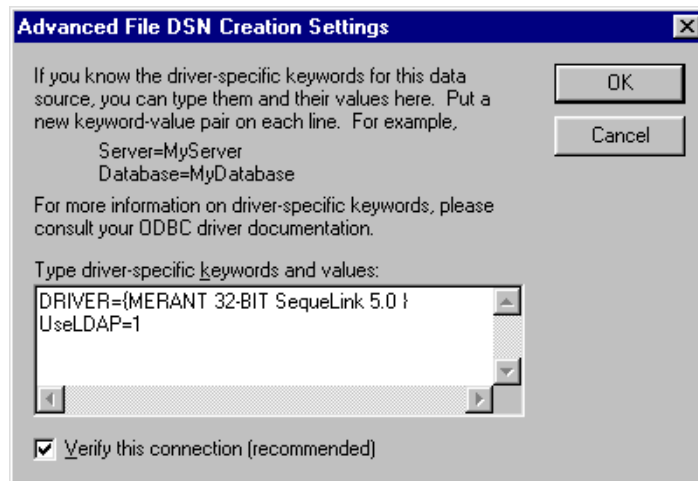 Advanced File DSN Creation Settings
If you know the driver-specific keywords for this data
source, you can type them and their values here. Put a
new keyword-value pair on each line. For example,
Server=MyServer
Database=MyDatabase
For more information on driver-specific keywords, please
consult your ODBC driver documentation.
Type driver-specific keywords and values:
DRIVER={MERANT 32-BIT SequeLink 5.0 }
UseLDAP=1
Verify this connection (recommended)
OK
Cancel